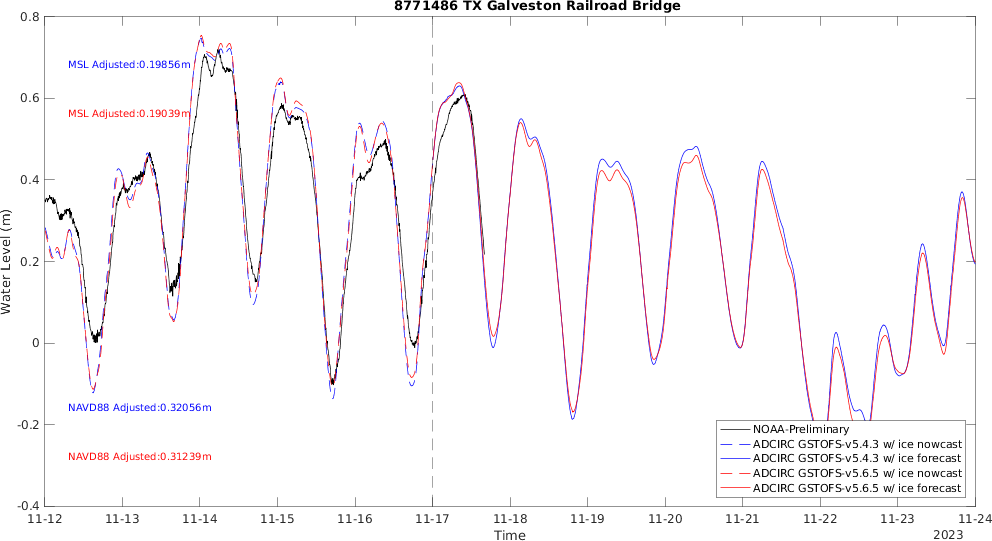 8771486 TX Galveston Railroad Bridge
0.8
0.6
0.4
0.2
0
-0.2
-0.4
Water Level (m)
MSL Adjusted:0.19856m
MSL Adjusted:0.19039m
NAVD88 Adjusted:0.32056m
NAVD88 Adjusted:0.31239m
NOAA-Preliminary
ADCIRC GSTOFS-v5.4.3 w/ ice nowcast
ADCIRC GSTOFS-v5.4.3 w/ ice forecast
ADCIRC GSTOFS-v5.6.5 w/ ice nowcast
ADCIRC GSTOFS-v5.6.5 w/ ice forecast
11-12 11-13 11-14 11-15 11-16 11-17 11-18 11-19 11-20 11-21 11-22 11-23 11-24
Time
2023